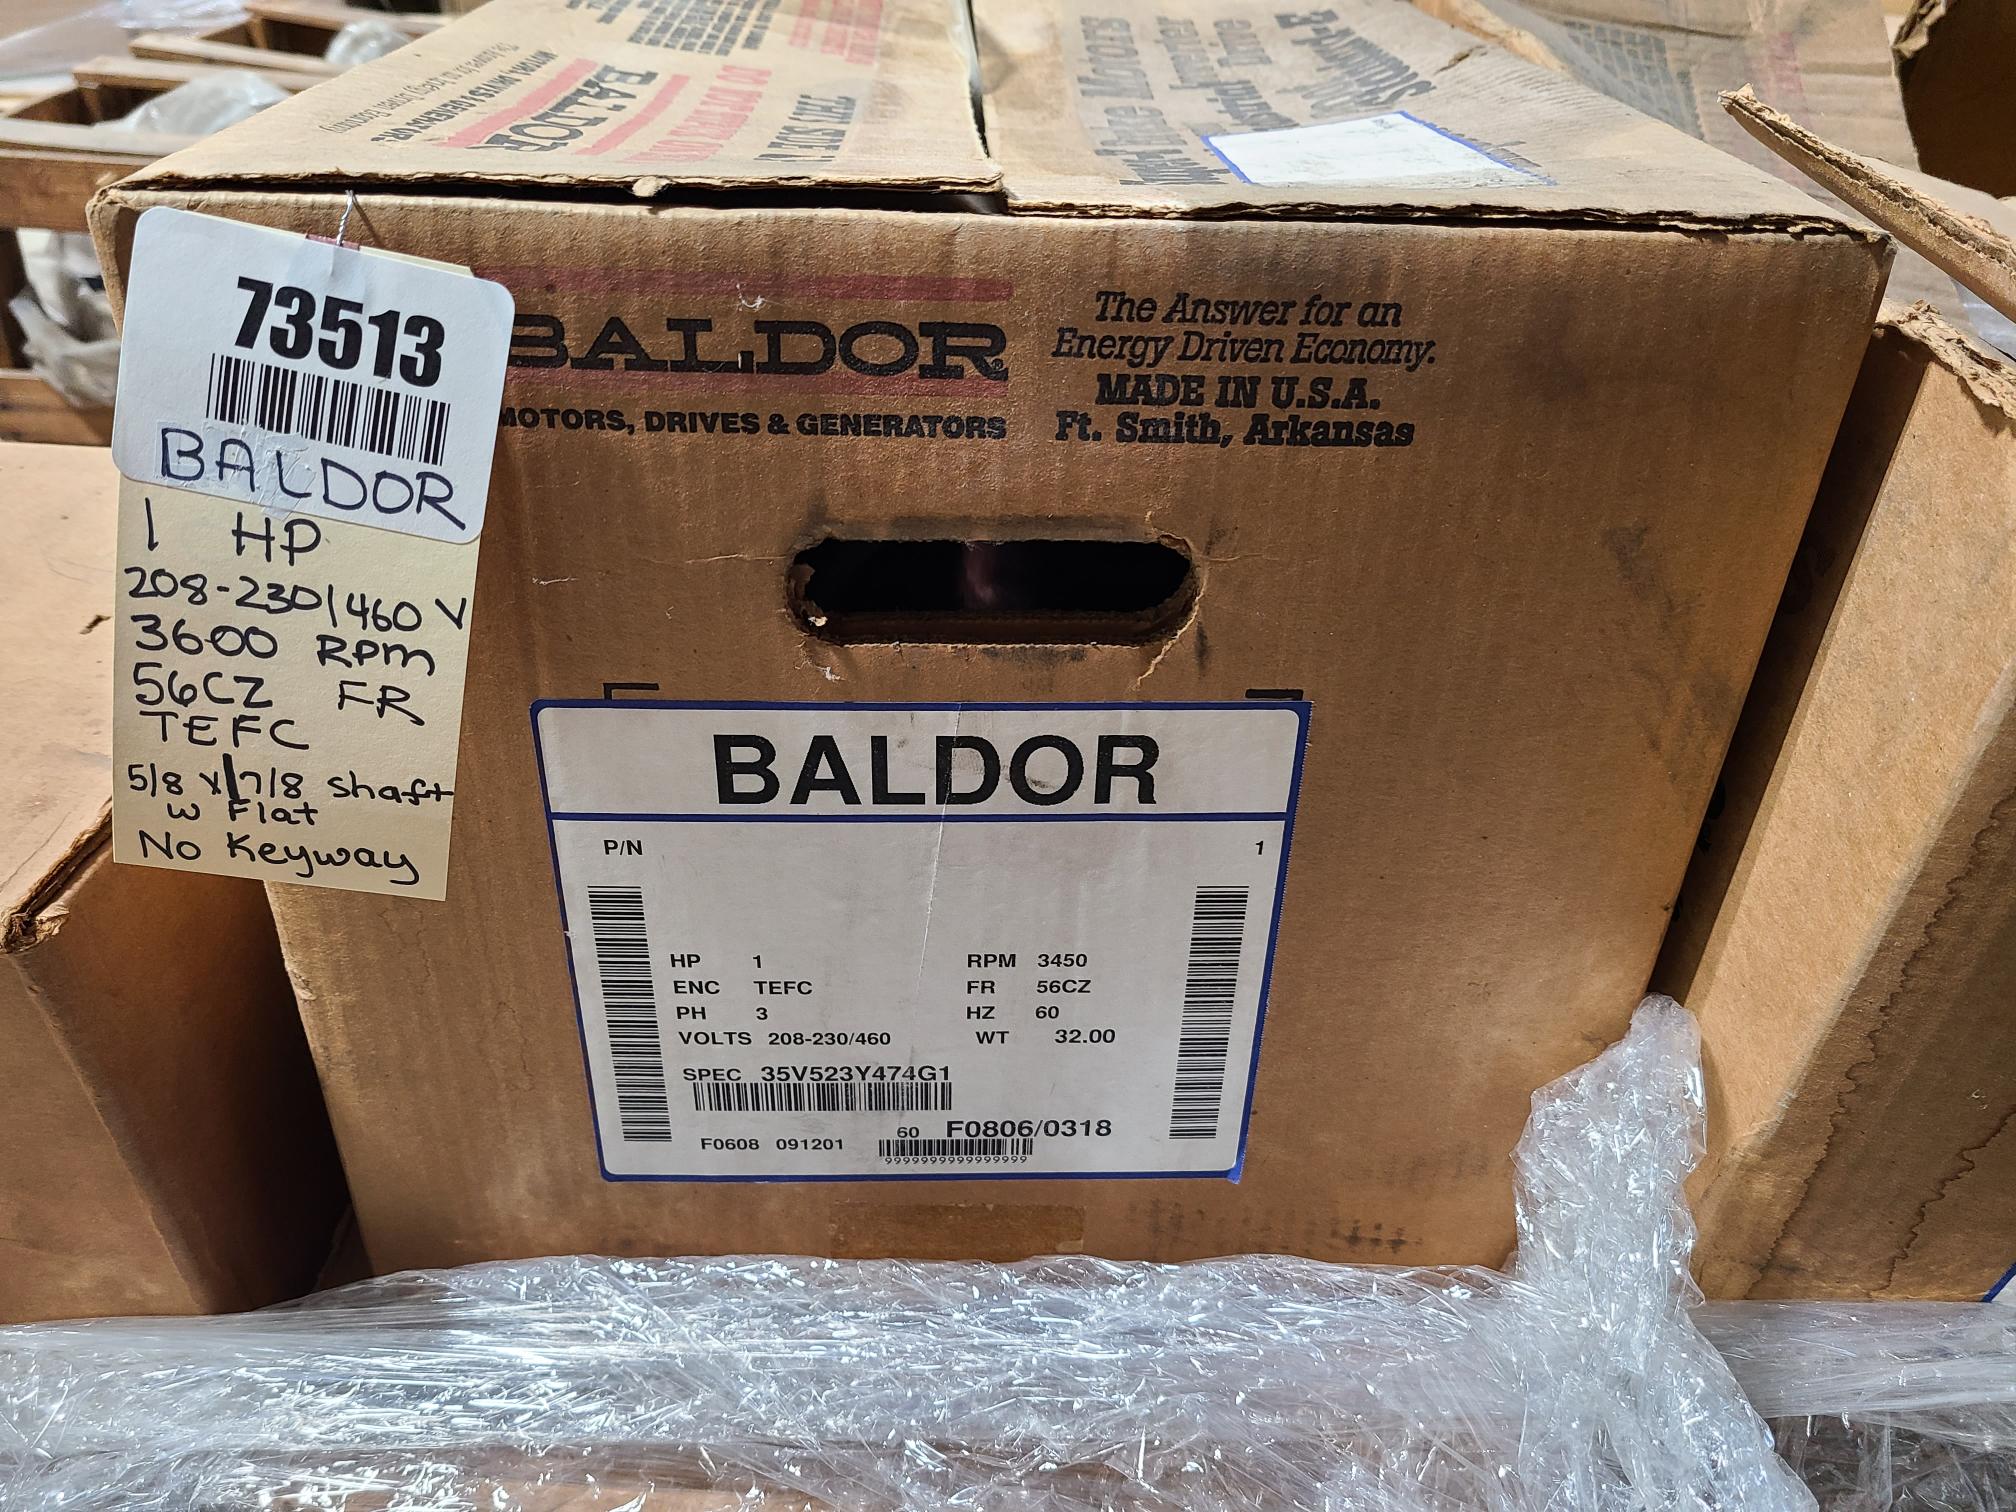 BALDOR
THIS SIDE
73513
BALDOR
1 HP
208-230/460 V
3600 RPM
56CZ FR
TEFC
5/8 x 1 7/8 shaft
w Flat
No Keyway
BALDOR
MOTORS, DRIVES & GENERATORS
The Answer for an
Energy Driven Economy.
MADE IN U.S.A.
Ft. Smith, Arkansas
BALDOR
P/N 1
HP 1 RPM 3450
ENC TEFC FR 56CZ
PH 3 HZ 60
VOLTS 208-230/460 WT 32.00
SPEC 35V523Y474G1
F0608 091201 60 F0806/0318
9999999999999999